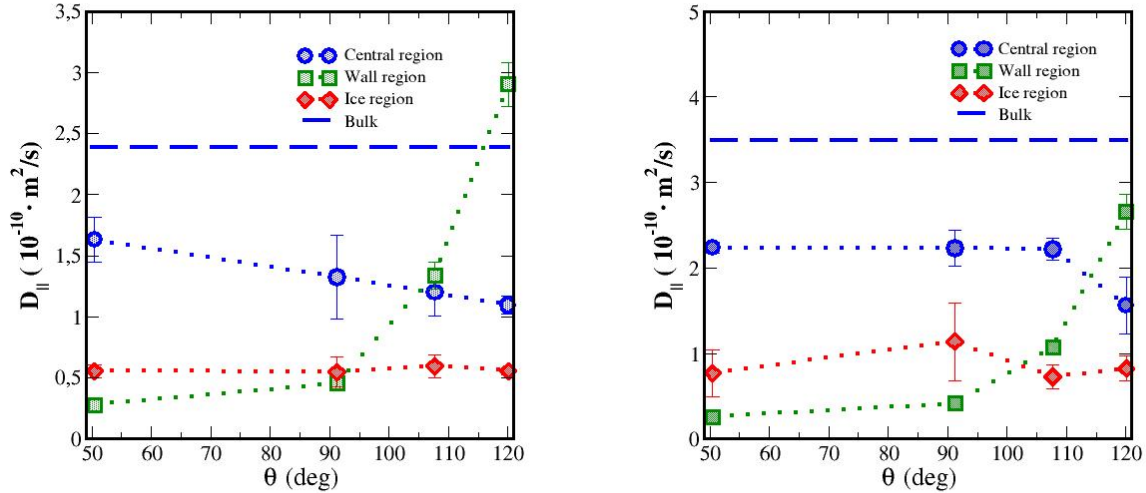 3,5
3
2,5
2
1,5
1
0,5
0
D|| ( 10⁻¹⁰ · m²/s)
Central region
Wall region
Ice region
Bulk
50 60 70 80 90 100 110 120
θ (deg)
5
4
3
2
1
0
D|| ( 10⁻¹⁰ · m²/s)
Central region
Wall region
Ice region
Bulk
50 60 70 80 90 100 110 120
θ (deg)